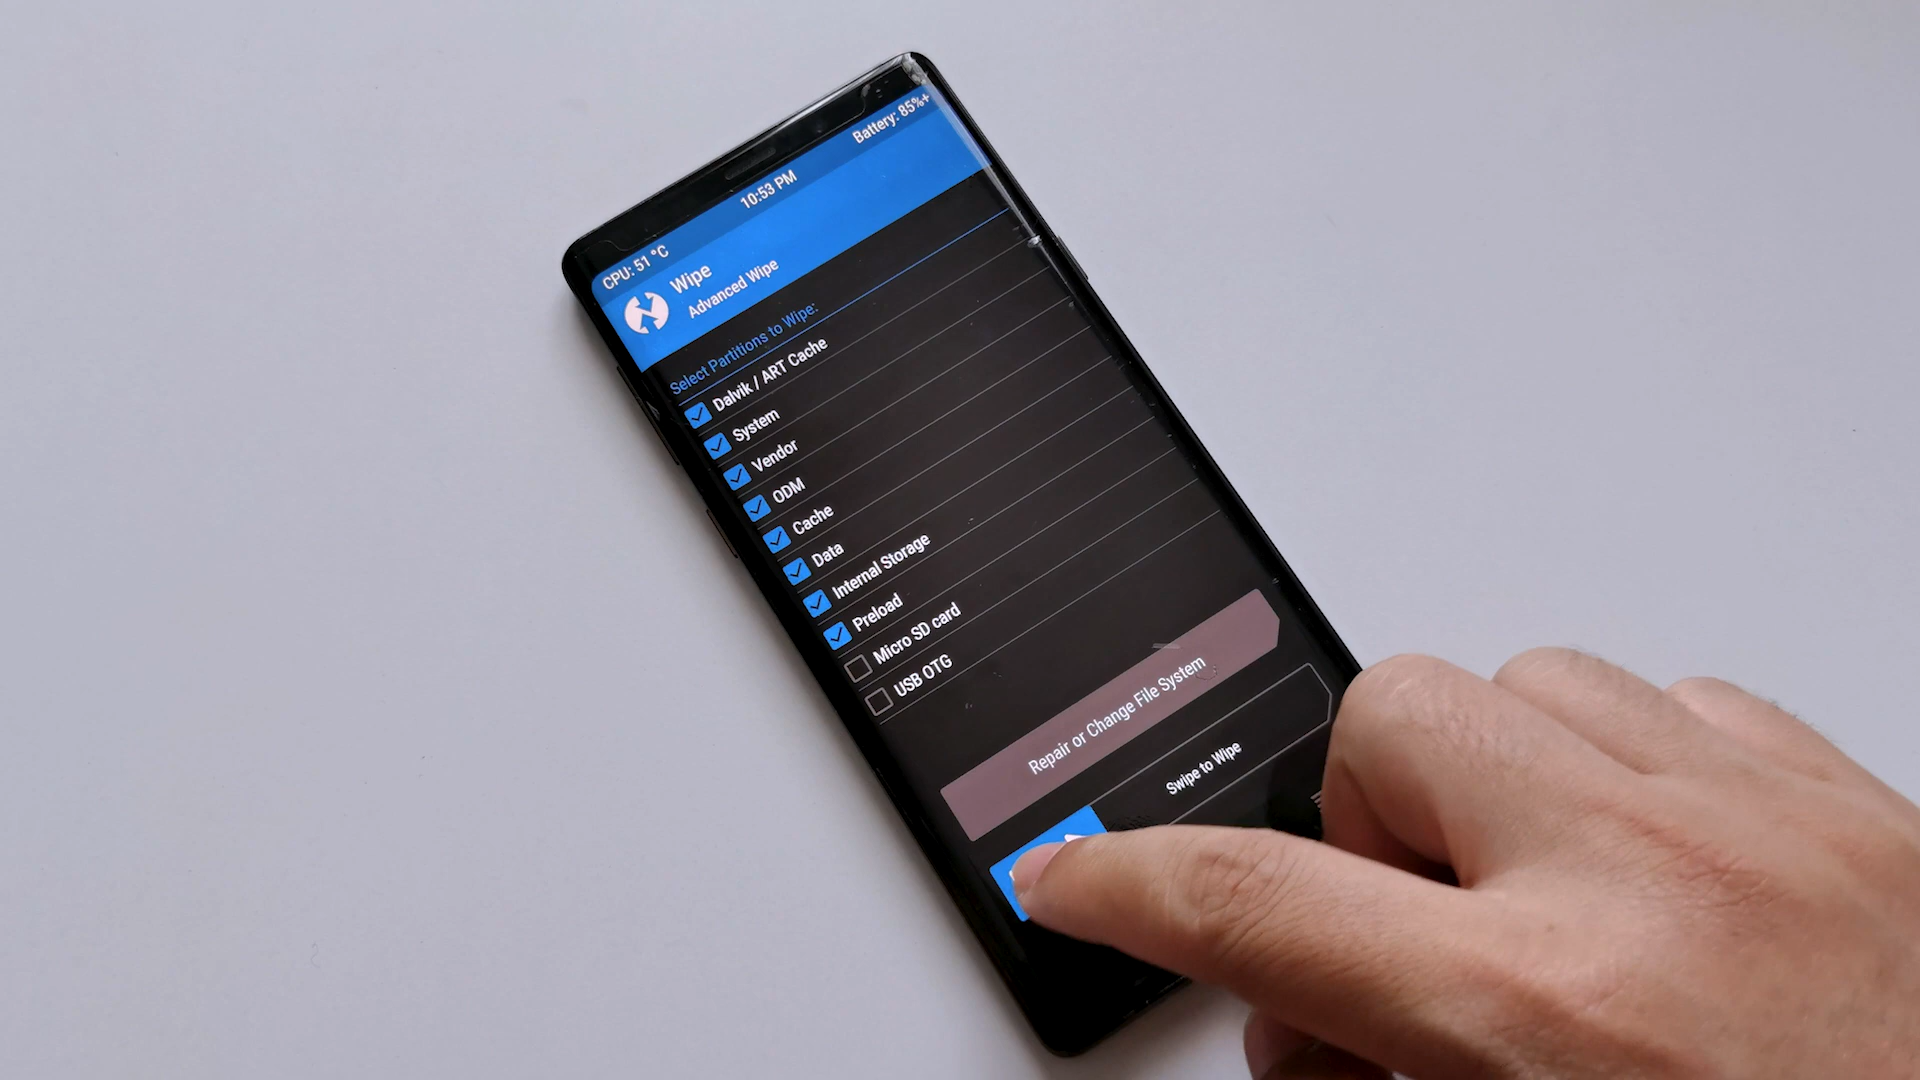 CPU: 51 °C
10:53 PM
Battery: 85%+
Wipe
Advanced Wipe
Select Partitions to Wipe:
Dalvik / ART Cache
System
Vendor
ODM
Cache
Data
Internal Storage
Preload
Micro SD card
USB OTG
Repair or Change File System
Swipe to Wipe